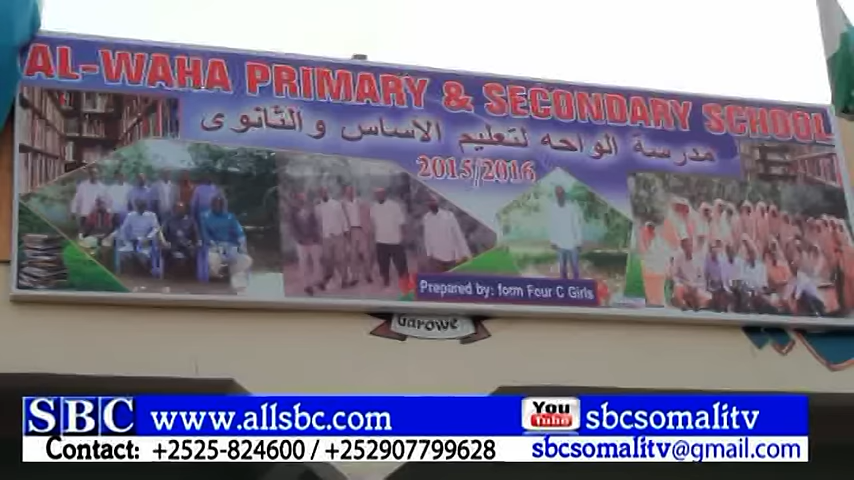 AL-WAHA PRIMARY & SECONDARY SCHOOL
مدرسة الواحه لتعليم الاساس والثانوى
2015/2016
Prepared by: form Four C Girls
Garowe
SBC www.allsbc.com You Tube sbcsomalitv
Contact: +2525-824600 / +252907799628 sbcsomalitv@gmail.com